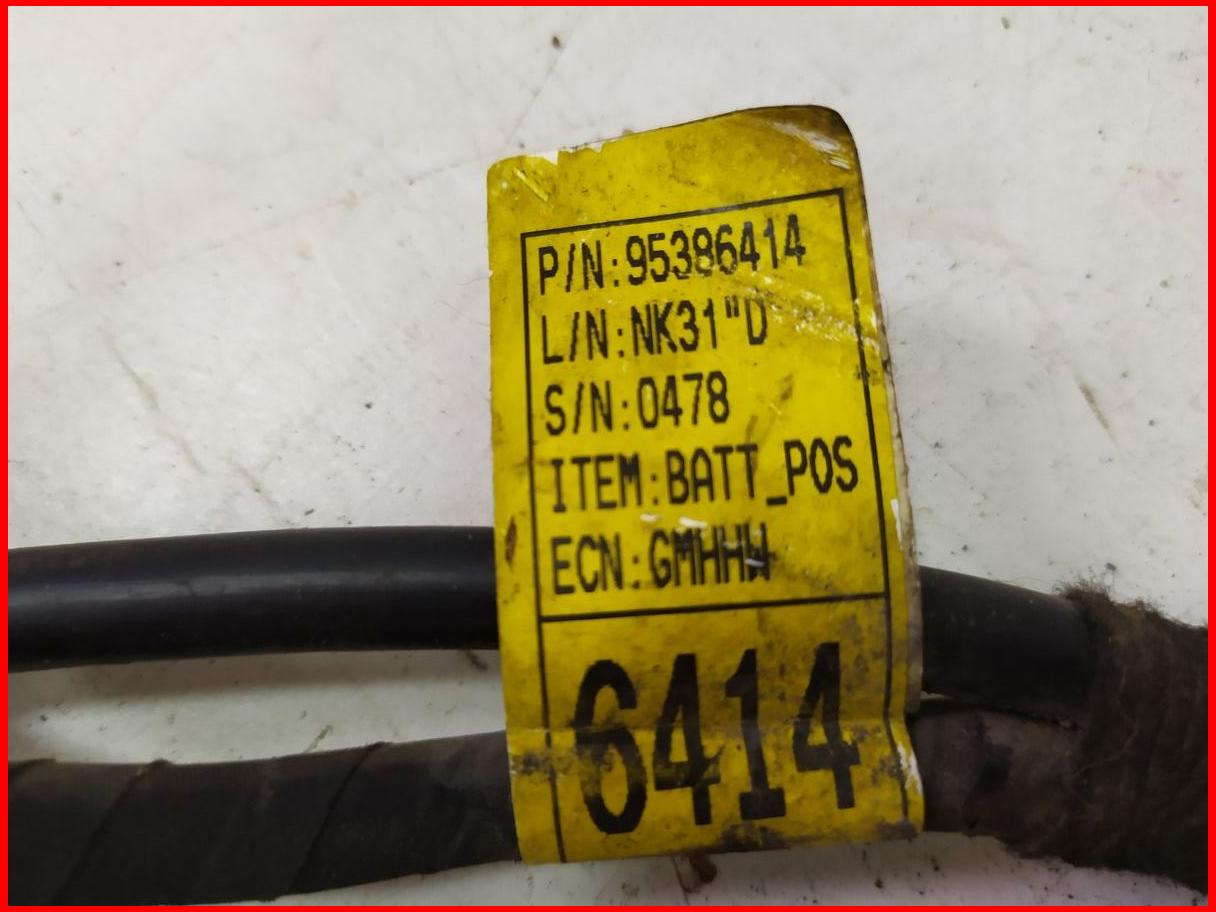 P/N:95386414
L/N:NK31"D
S/N:0478
ITEM:BATT_POS
ECN:GMHHW
6414